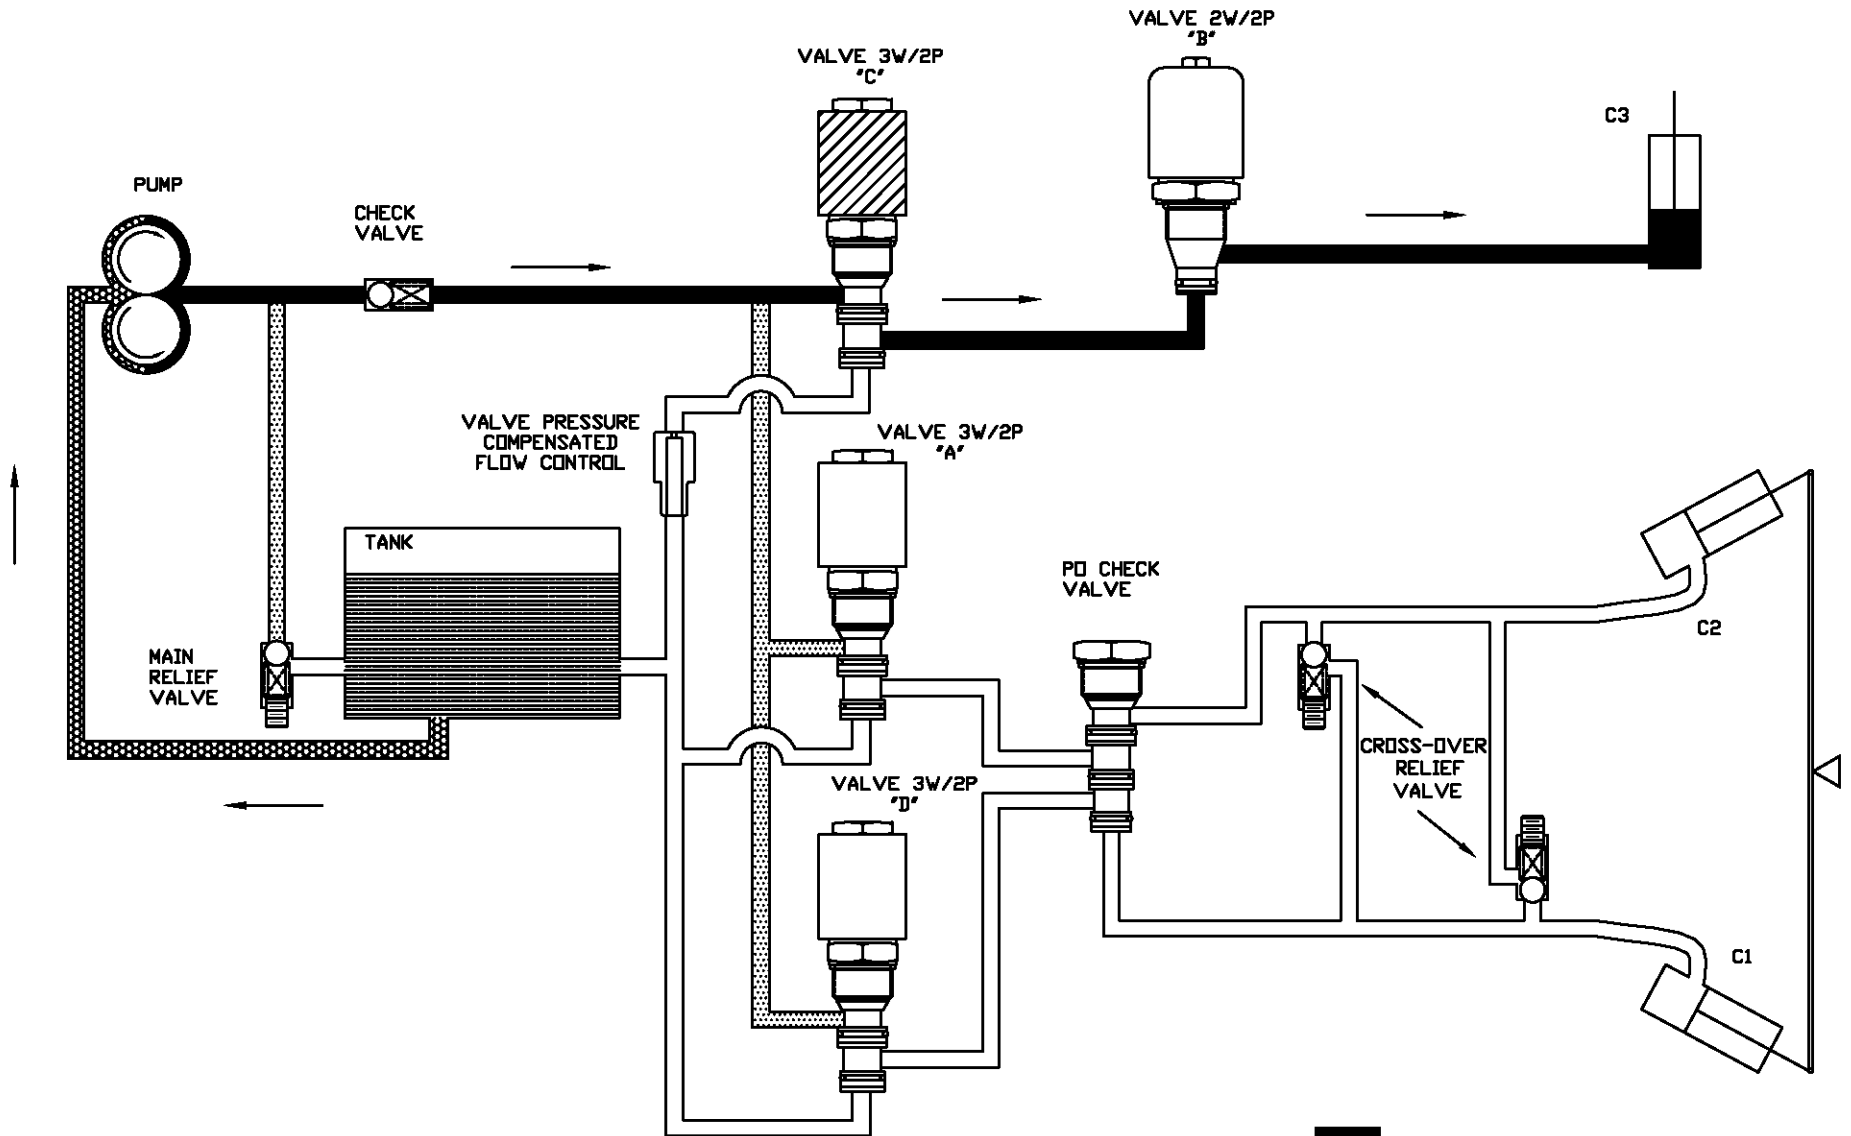 VALVE 2W/2P
"B"
VALVE 3W/2P
"C"
C3
PUMP
CHECK
VALVE
VALVE PRESSURE
COMPENSATED
FLOW CONTROL
VALVE 3W/2P
"A"
TANK
PO CHECK
VALVE
C2
MAIN
RELIEF
VALVE
CROSS-OVER
RELIEF
VALVE
VALVE 3W/2P
"D"
C1